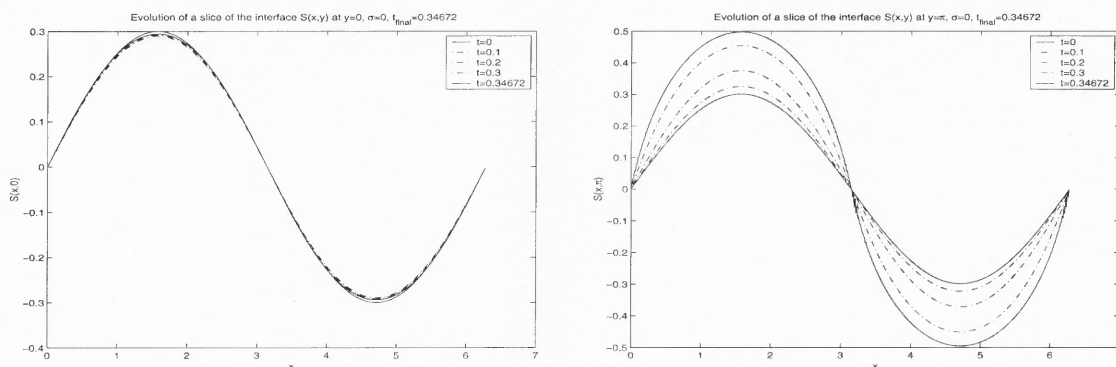 Evolution of a slice of the interface S(x,y) at y=0, σ=0, t_final=0.34672
0.3
0.2
0.1
0
-0.1
-0.2
-0.3
-0.4
0
1
2
3
4
5
6
7
S(x,0)
x
t=0
t=0.1
t=0.2
t=0.3
t=0.34672
Evolution of a slice of the interface S(x,y) at y=π, σ=0, t_final=0.34672
0.5
0.4
0.3
0.2
0.1
0
-0.1
-0.2
-0.3
-0.4
-0.5
0
1
2
3
4
5
6
S(x,π)
x
t=0
t=0.1
t=0.2
t=0.3
t=0.34672